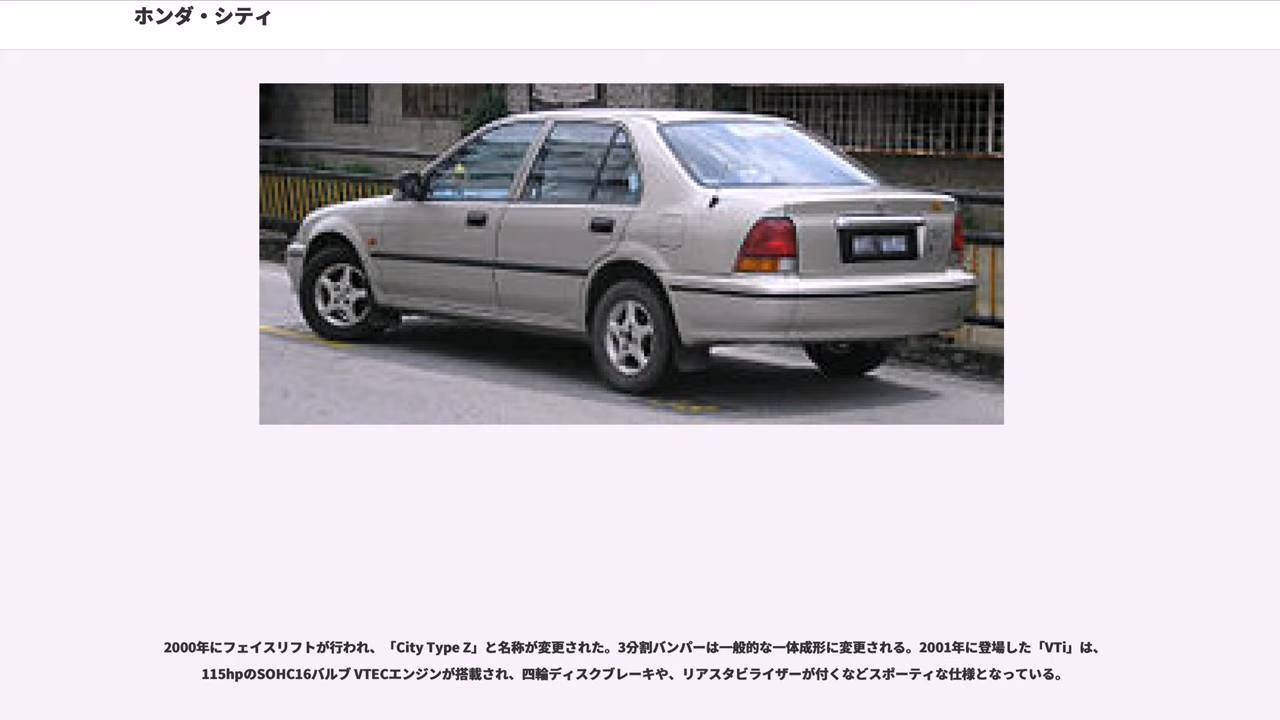 ホンダ・シティ
2000年にフェイスリフトが行われ、「City Type Z」と名称が変更された。3分割バンパーは一般的な一体成形に変更される。2001年に登場した「VTi」は、
115hpのSOHC16バルブ VTECエンジンが搭載され、四輪ディスクブレーキや、リアスタビライザーが付くなどスポーティな仕様となっている。